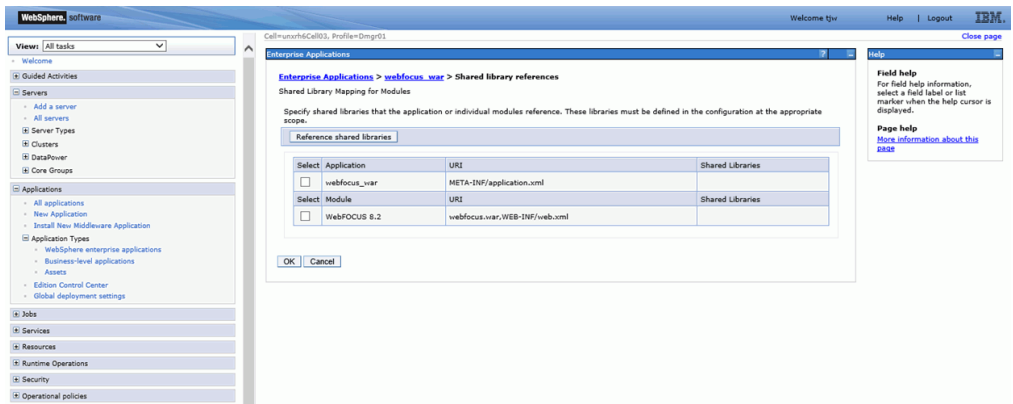 WebSphere. software
Welcome tjw
Help | Logout
IBM.
View: All tasks
Welcome
Guided Activities
Servers
Add a server
All servers
Server Types
Clusters
DataPower
Core Groups
Applications
All applications
New Application
Install New Middleware Application
Application Types
WebSphere enterprise applications
Business-level applications
Assets
Edition Control Center
Global deployment settings
Jobs
Services
Resources
Runtime Operations
Security
Operational policies
Cell=unxrh6Cell03, Profile=Dmgr01
Close page
Enterprise Applications
?
Enterprise Applications > webfocus_war > Shared library references
Shared Library Mapping for Modules
Specify shared libraries that the application or individual modules reference. These libraries must be defined in the configuration at the appropriate
scope.
Reference shared libraries
Select Application URI Shared Libraries
webfocus_war META-INF/application.xml
Select Module URI Shared Libraries
WebFOCUS 8.2 webfocus.war,WEB-INF/web.xml
OK Cancel
Help
Field help
For field help information,
select a field label or list
marker when the help cursor is
displayed.
Page help
More information about this
page